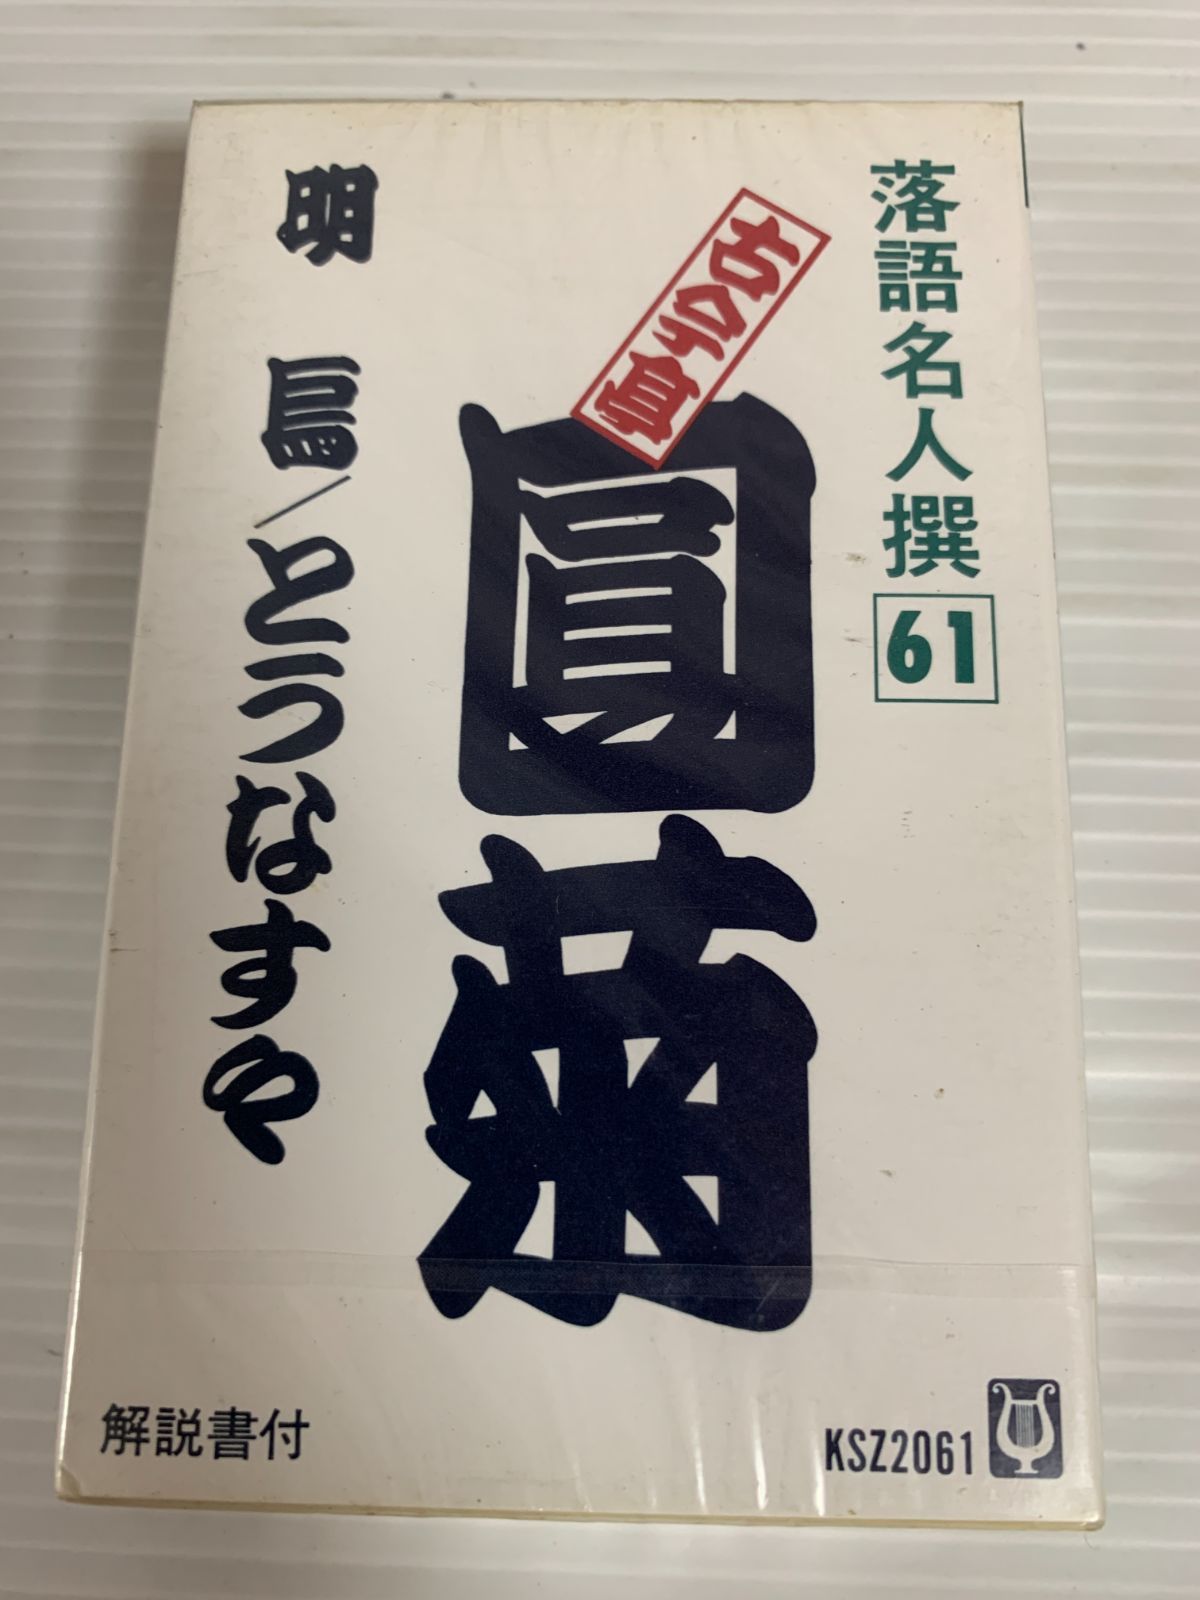 落語名人撰
61
古今亭
圓菊
明烏/とうなすや
解説書付
KSZ2061